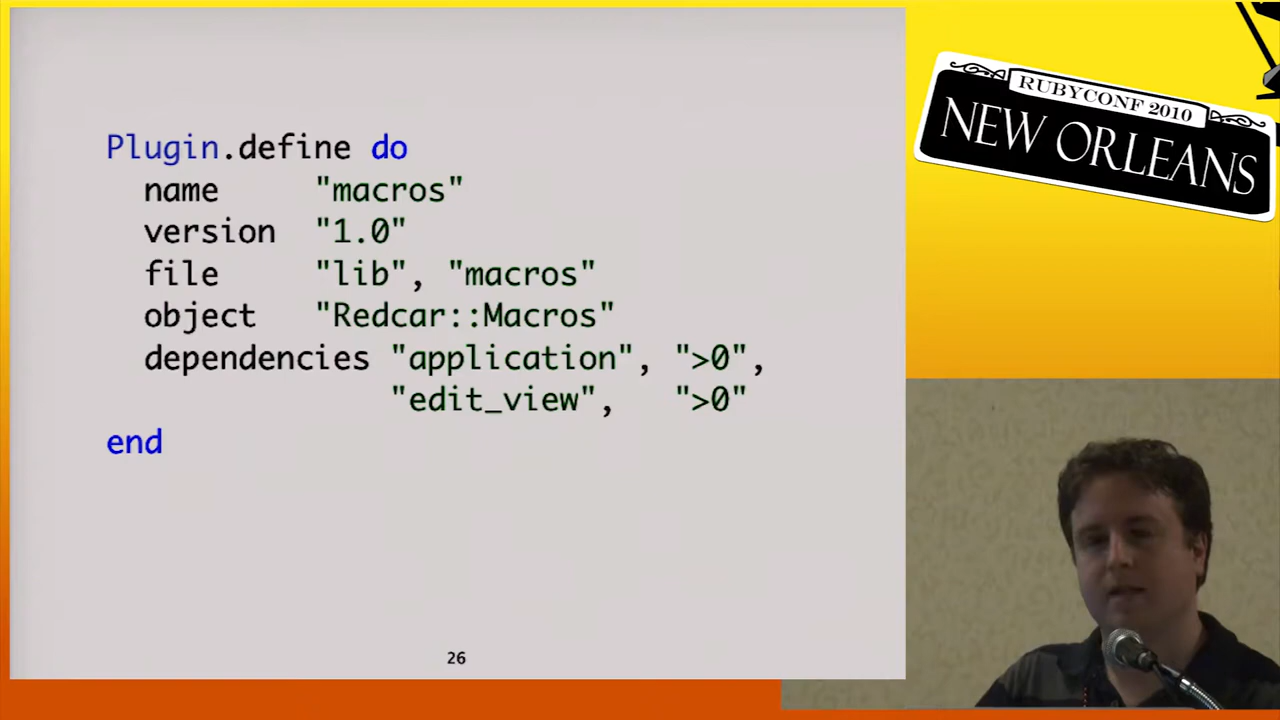 Plugin.define do
name "macros"
version "1.0"
file "lib", "macros"
object "Redcar::Macros"
dependencies "application", ">0",
"edit_view", ">0"
end
26
RUBYCONF 2010
NEW ORLEANS